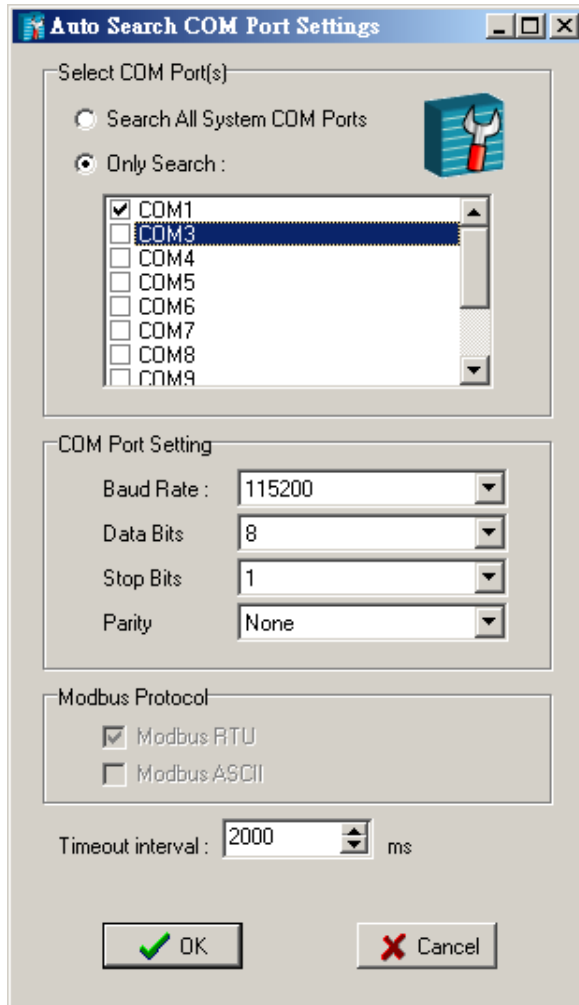 Auto Search COM Port Settings
Select COM Port(s)
Search All System COM Ports
Only Search :
COM1
COM3
COM4
COM5
COM6
COM7
COM8
COM9
COM Port Setting
Baud Rate : 115200
Data Bits 8
Stop Bits 1
Parity None
Modbus Protocol
Modbus RTU
Modbus ASCII
Timeout interval : 2000 ms
OK Cancel